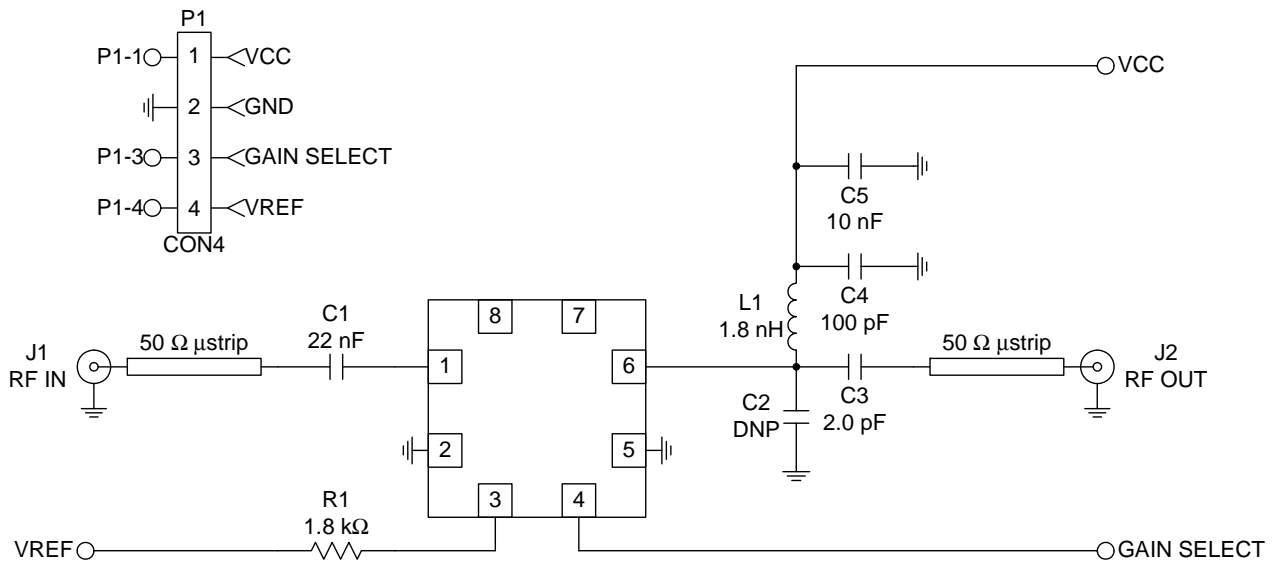 P1
P1-1 1 VCC
2 GND
P1-3 3 GAIN SELECT
P1-4 4 VREF
CON4
VCC
C5
10 nF
C4
100 pF
L1
1.8 nH
J1
RF IN
50 Ω µstrip
C1
22 nF
8 7
1 6
2 5
3 4
C2
DNP
C3
2.0 pF
50 Ω µstrip
J2
RF OUT
R1
1.8 kΩ
VREF
GAIN SELECT